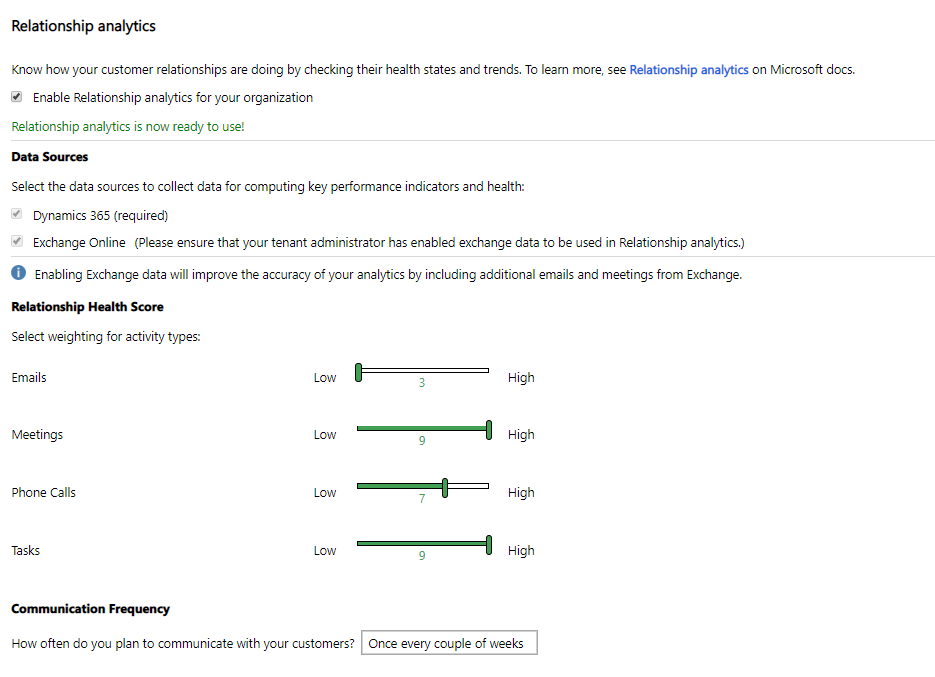 Relationship analytics
Know how your customer relationships are doing by checking their health states and trends. To learn more, see Relationship analytics on Microsoft docs.
Enable Relationship analytics for your organization
Relationship analytics is now ready to use!
Data Sources
Select the data sources to collect data for computing key performance indicators and health:
Dynamics 365 (required)
Exchange Online (Please ensure that your tenant administrator has enabled exchange data to be used in Relationship analytics.)
Enabling Exchange data will improve the accuracy of your analytics by including additional emails and meetings from Exchange.
Relationship Health Score
Select weighting for activity types:
Emails Low 3 High
Meetings Low 9 High
Phone Calls Low 7 High
Tasks Low 9 High
Communication Frequency
How often do you plan to communicate with your customers? Once every couple of weeks